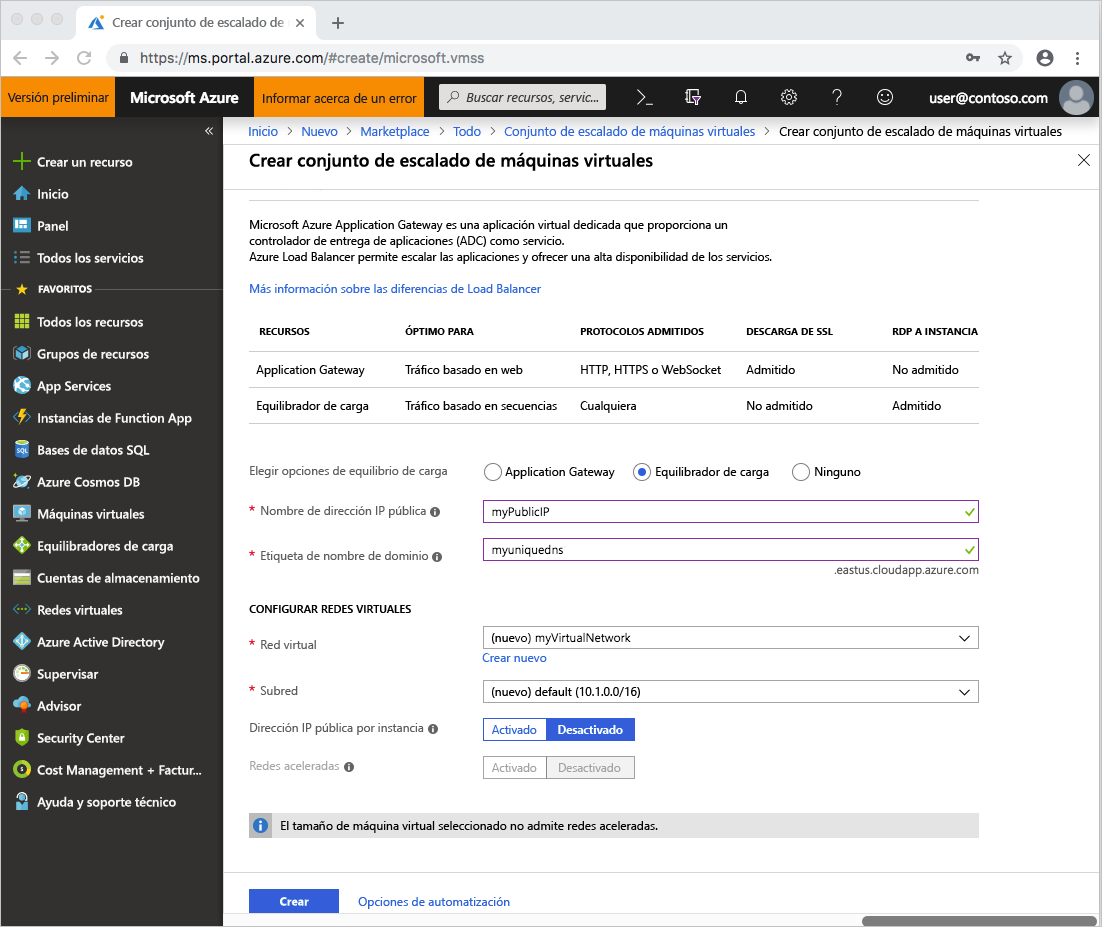 Crear conjunto de escalado de
https://ms.portal.azure.com/#create/microsoft.vmss
Versión preliminar
Microsoft Azure
Informar acerca de un error
Buscar recursos, servic...
user@contoso.com
Inicio > Nuevo > Marketplace > Todo > Conjunto de escalado de máquinas virtuales > Crear conjunto de escalado de máquinas virtuales
Crear conjunto de escalado de máquinas virtuales
Crear un recurso
Inicio
Panel
Todos los servicios
FAVORITOS
Todos los recursos
Grupos de recursos
App Services
Instancias de Function App
Bases de datos SQL
Azure Cosmos DB
Máquinas virtuales
Equilibradores de carga
Cuentas de almacenamiento
Redes virtuales
Azure Active Directory
Supervisar
Advisor
Security Center
Cost Management + Factur...
Ayuda y soporte técnico
Microsoft Azure Application Gateway es una aplicación virtual dedicada que proporciona un
controlador de entrega de aplicaciones (ADC) como servicio.
Azure Load Balancer permite escalar las aplicaciones y ofrecer una alta disponibilidad de los servicios.
Más información sobre las diferencias de Load Balancer
RECURSOS ÓPTIMO PARA PROTOCOLOS ADMITIDOS DESCARGA DE SSL RDP A INSTANCIA
Application Gateway Tráfico basado en web HTTP, HTTPS o WebSocket Admitido No admitido
Equilibrador de carga Tráfico basado en secuencias Cualquiera No admitido Admitido
Elegir opciones de equilibrio de carga Application Gateway Equilibrador de carga Ninguno
* Nombre de dirección IP pública myPublicIP
* Etiqueta de nombre de dominio myuniquedns
.eastus.cloudapp.azure.com
CONFIGURAR REDES VIRTUALES
* Red virtual (nuevo) myVirtualNetwork
Crear nuevo
* Subred (nuevo) default (10.1.0.0/16)
Dirección IP pública por instancia Activado Desactivado
Redes aceleradas Activado Desactivado
El tamaño de máquina virtual seleccionado no admite redes aceleradas.
Crear Opciones de automatización